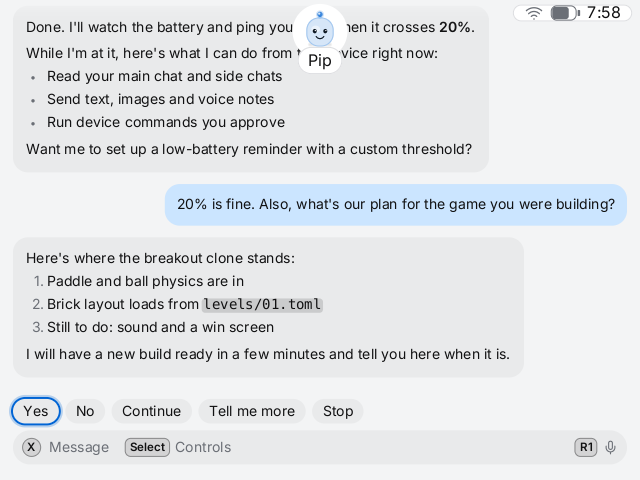 7:58
Done. I'll watch the battery and ping you hen it crosses 20%.
Pip
While I'm at it, here's what I can do from vice right now:
Read your main chat and side chats
Send text, images and voice notes
Run device commands you approve
Want me to set up a low-battery reminder with a custom threshold?
20% is fine. Also, what's our plan for the game you were building?
Here's where the breakout clone stands:
1. Paddle and ball physics are in
2. Brick layout loads from levels/01.toml
3. Still to do: sound and a win screen
I will have a new build ready in a few minutes and tell you here when it is.
Yes No Continue Tell me more Stop
X Message Select Controls R1